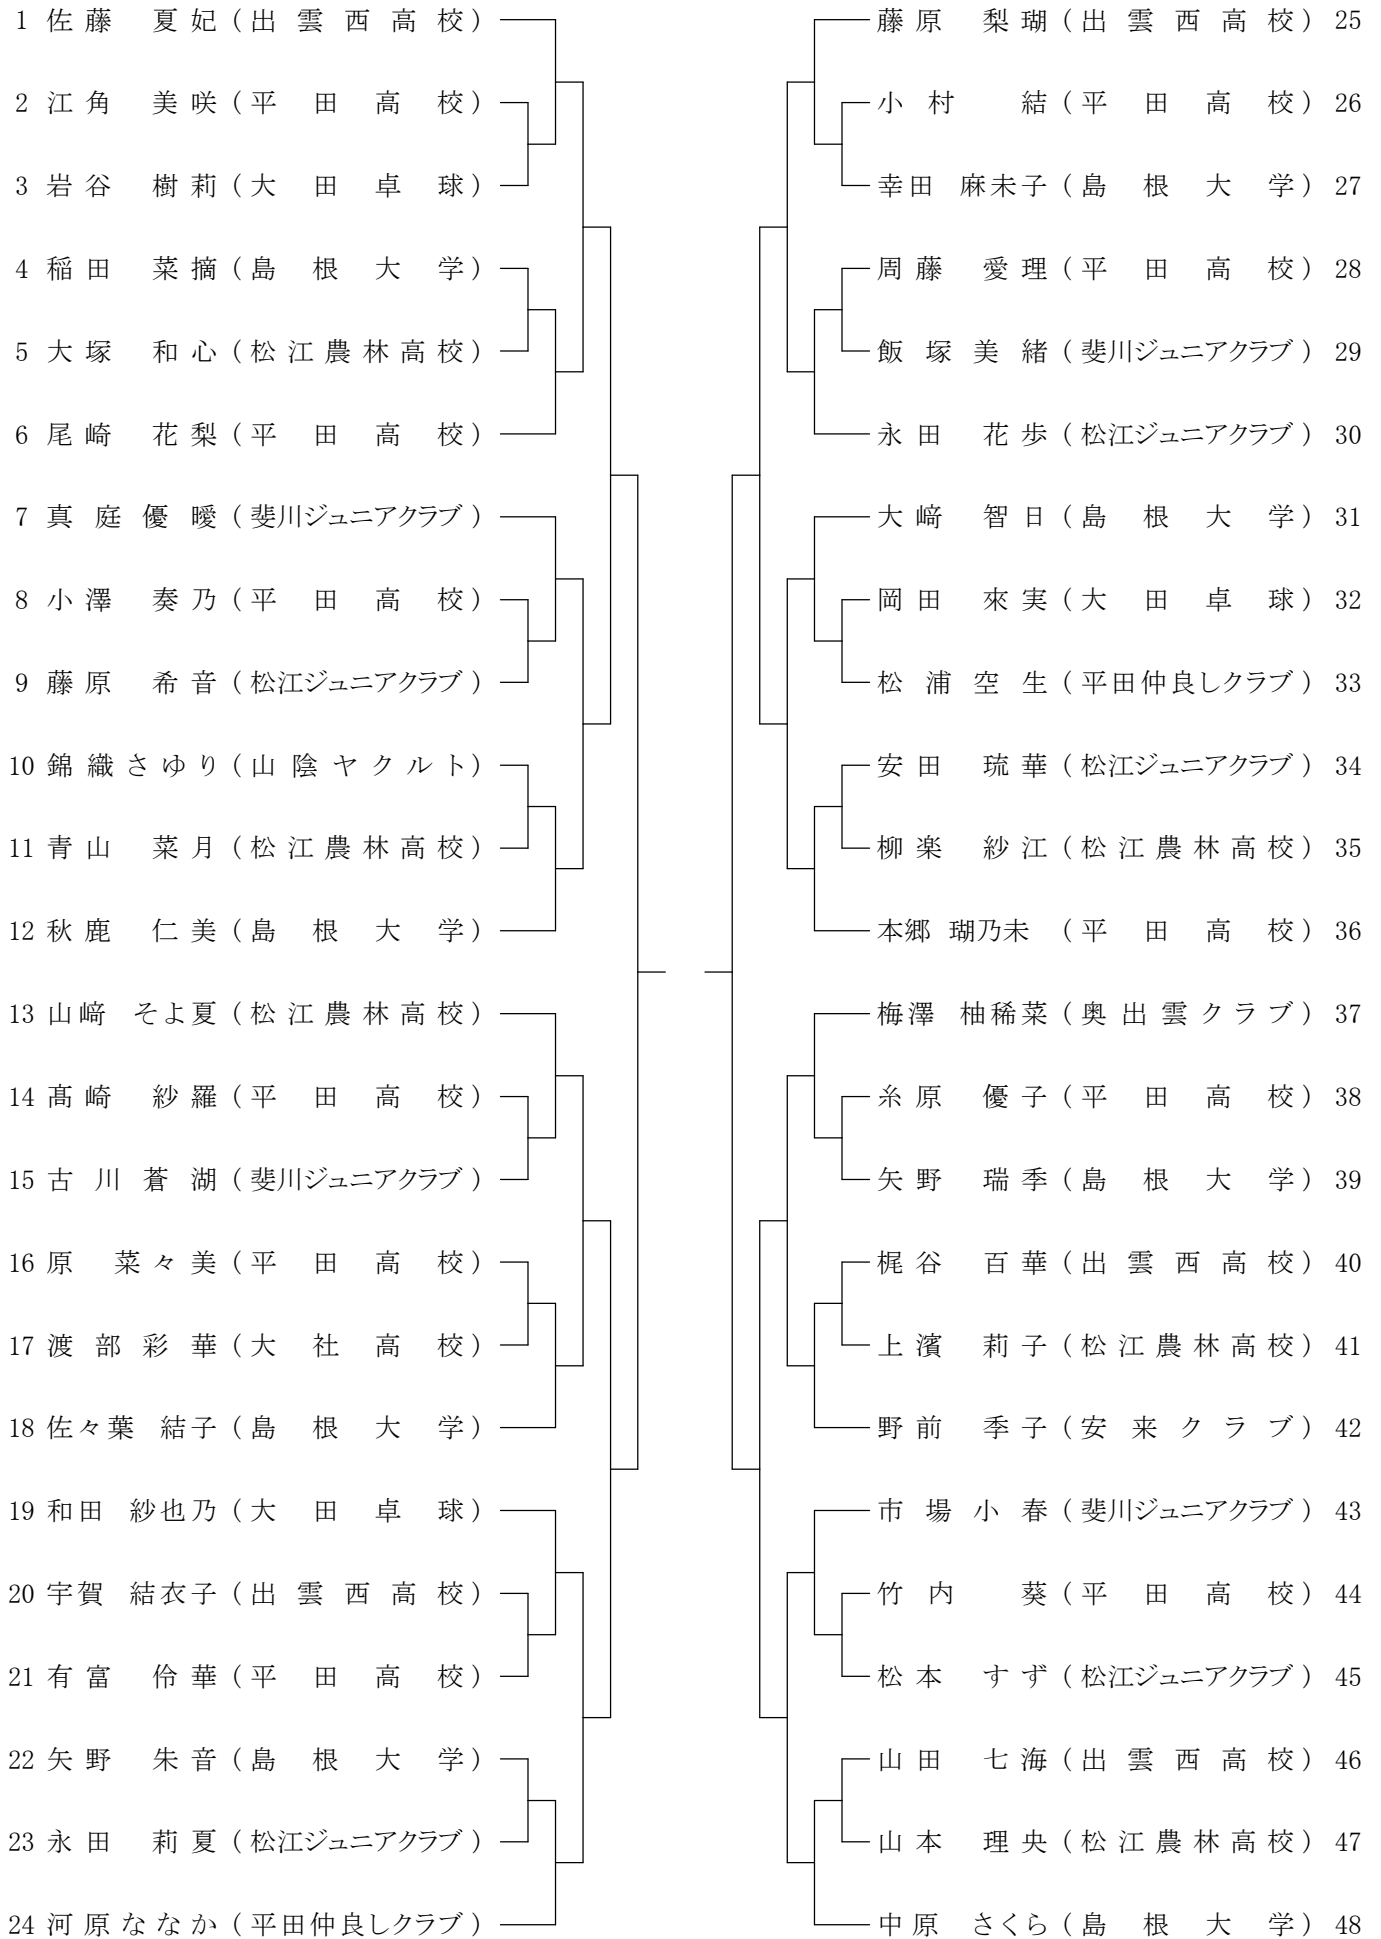 1 佐藤 夏妃 (出雲西高校)
2 江角 美咲 (平田高校)
3 岩谷 樹莉 (大田卓球)
4 稲田 菜摘 (島根大学)
5 大塚 和心 (松江農林高校)
6 尾崎 花梨 (平田高校)
7 真庭優曖 (斐川ジュニアクラブ)
8 小澤 奏乃 (平田高校)
9 藤原 希音 (松江ジュニアクラブ)
10 錦織さゆり (山陰ヤクルト)
11 青山 菜月 (松江農林高校)
12 秋鹿 仁美 (島根大学)
13 山﨑 そよ夏 (松江農林高校)
14 髙崎 紗羅 (平田高校)
15 古川蒼湖 (斐川ジュニアクラブ)
16 原 菜々美 (平田高校)
17 渡部彩華 (大社高校)
18 佐々葉 結子 (島根大学)
19 和田 紗也乃 (大田卓球)
20 宇賀 結衣子 (出雲西高校)
21 有富 伶華 (平田高校)
22 矢野 朱音 (島根大学)
23 永田 莉夏 (松江ジュニアクラブ)
24 河原ななか (平田仲良しクラブ)
藤原 梨瑚 (出雲西高校) 25
小村 結 (平田高校) 26
幸田 麻未子 (島根大学) 27
周藤 愛理 (平田高校) 28
飯塚美緒 (斐川ジュニアクラブ) 29
永田 花歩 (松江ジュニアクラブ) 30
大﨑 智日 (島根大学) 31
岡田 來実 (大田卓球) 32
松浦空生 (平田仲良しクラブ) 33
安田 琉華 (松江ジュニアクラブ) 34
柳楽 紗江 (松江農林高校) 35
本郷 瑚乃未 (平田高校) 36
梅澤 柚稀菜 (奥出雲クラブ) 37
糸原 優子 (平田高校) 38
矢野 瑞季 (島根大学) 39
梶谷 百華 (出雲西高校) 40
上濱 莉子 (松江農林高校) 41
野前 季子 (安来クラブ) 42
市場小春 (斐川ジュニアクラブ) 43
竹内 葵 (平田高校) 44
松本 すず (松江ジュニアクラブ) 45
山田 七海 (出雲西高校) 46
山本 理央 (松江農林高校) 47
中原 さくら (島根大学) 48